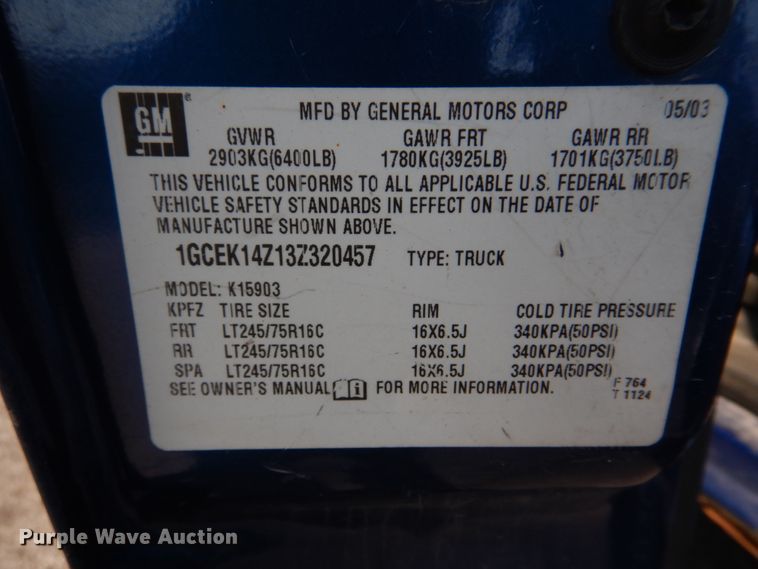 GM
MFD BY GENERAL MOTORS CORP 05/03
GVWR GAWR FRT GAWR RR
2903KG(6400LB) 1780KG(3925LB) 1701KG(3750LB)
THIS VEHICLE CONFORMS TO ALL APPLICABLE U.S. FEDERAL MOTOR
VEHICLE SAFETY STANDARDS IN EFFECT ON THE DATE OF
MANUFACTURE SHOWN ABOVE.
1GCEK14Z13Z320457 TYPE: TRUCK
MODEL: K15903
KPFZ TIRE SIZE RIM COLD TIRE PRESSURE
FRT LT245/75R16C 16X6.5J 340KPA(50PSI)
RR LT245/75R16C 16X6.5J 340KPA(50PSI)
SPA LT245/75R16C 16X6.5J 340KPA(50PSI)
SEE OWNER'S MANUAL i FOR MORE INFORMATION.
F 764
T 1124
Purple Wave Auction